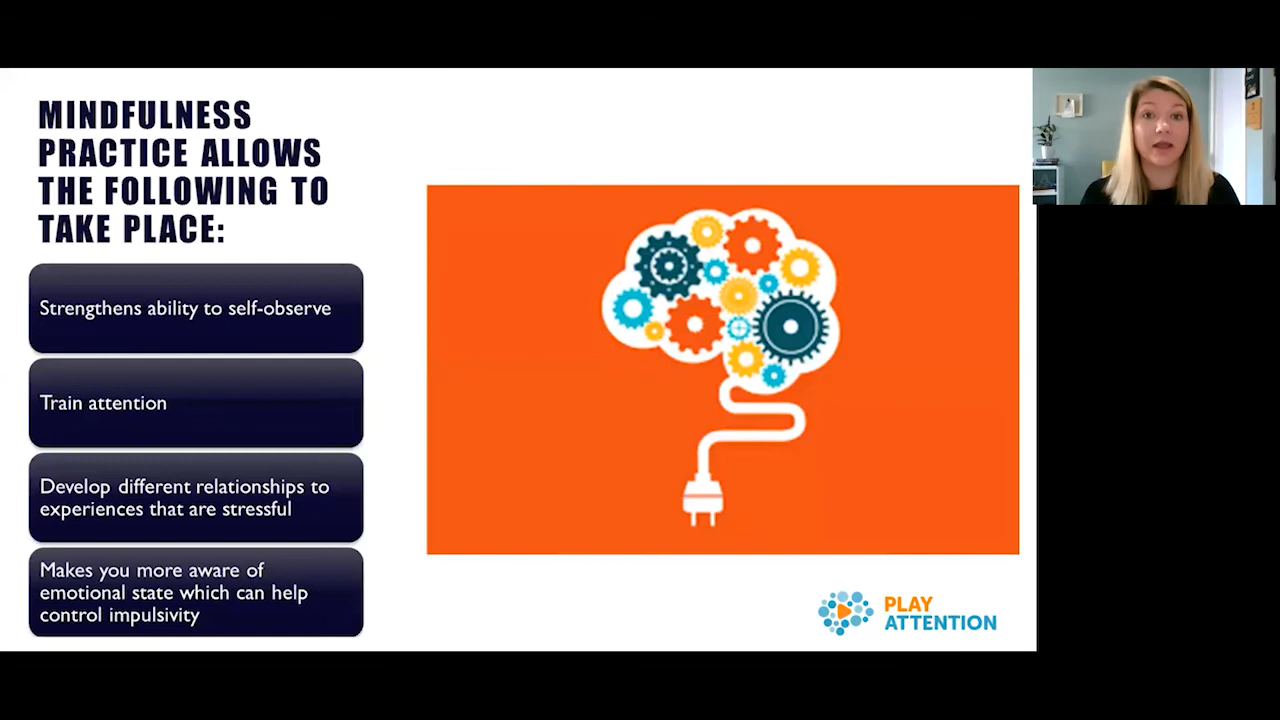 MINDFULNESS
PRACTICE ALLOWS
THE FOLLOWING TO
TAKE PLACE:
Strengthens ability to self-observe
Train attention
Develop different relationships to
experiences that are stressful
Makes you more aware of
emotional state which can help
control impulsivity
PLAY
ATTENTION